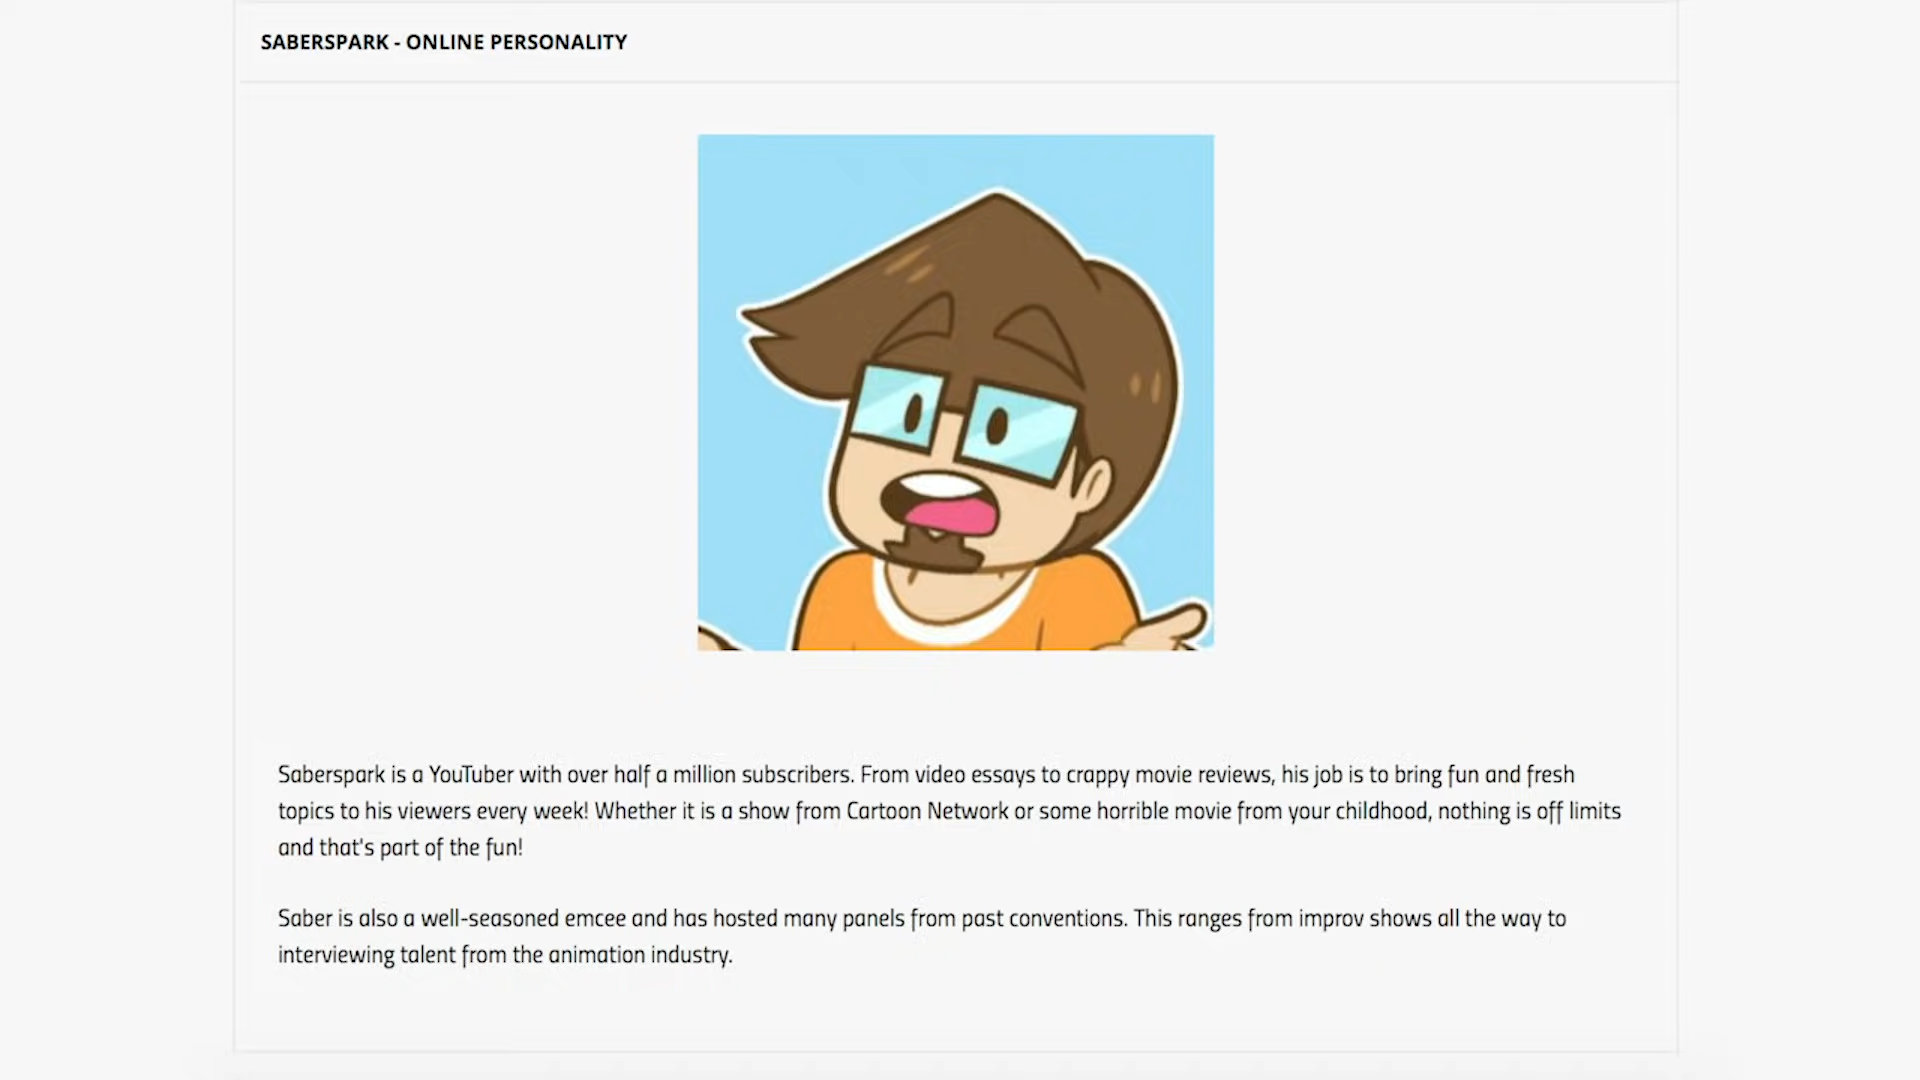 SABERSPARK - ONLINE PERSONALITY
Saberspark is a YouTuber with over half a million subscribers. From video essays to crappy movie reviews, his job is to bring fun and fresh
topics to his viewers every week! Whether it is a show from Cartoon Network or some horrible movie from your childhood, nothing is off limits
and that's part of the fun!
Saber is also a well-seasoned emcee and has hosted many panels from past conventions. This ranges from improv shows all the way to
interviewing talent from the animation industry.